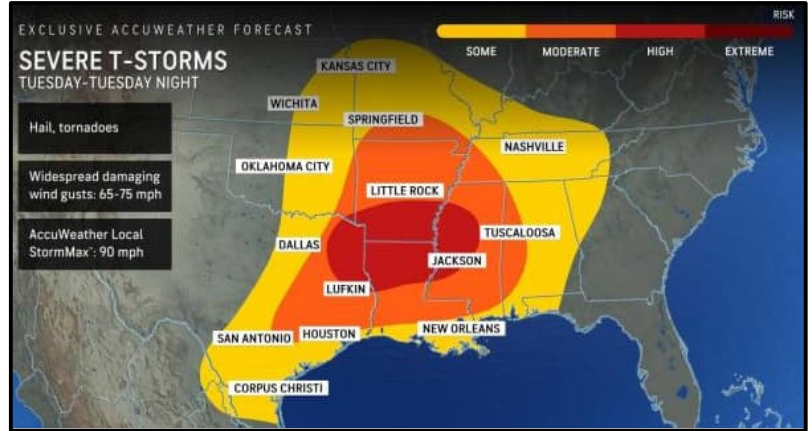 EXCLUSIVE ACCUWEATHER FORECAST
SEVERE T-STORMS
TUESDAY-TUESDAY NIGHT
Hail, tornadoes
Widespread damaging
wind gusts: 65-75 mph
AccuWeather Local
StormMax™: 90 mph
RISK
SOME MODERATE HIGH EXTREME
KANSAS CITY
WICHITA
SPRINGFIELD
NASHVILLE
OKLAHOMA CITY
LITTLE ROCK
TUSCALOOSA
DALLAS
JACKSON
LUFKIN
NEW ORLEANS
SAN ANTONIO
HOUSTON
CORPUS CHRISTI